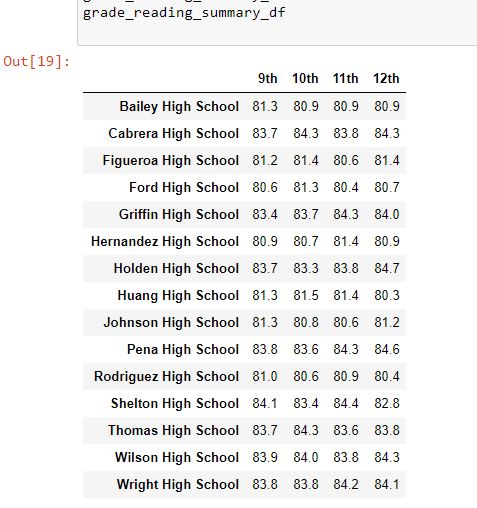 grade_reading_summary_df
Out[19]:
9th 10th 11th 12th
Bailey High School 81.3 80.9 80.9 80.9
Cabrera High School 83.7 84.3 83.8 84.3
Figueroa High School 81.2 81.4 80.6 81.4
Ford High School 80.6 81.3 80.4 80.7
Griffin High School 83.4 83.7 84.3 84.0
Hernandez High School 80.9 80.7 81.4 80.9
Holden High School 83.7 83.3 83.8 84.7
Huang High School 81.3 81.5 81.4 80.3
Johnson High School 81.3 80.8 80.6 81.2
Pena High School 83.8 83.6 84.3 84.6
Rodriguez High School 81.0 80.6 80.9 80.4
Shelton High School 84.1 83.4 84.4 82.8
Thomas High School 83.7 84.3 83.6 83.8
Wilson High School 83.9 84.0 83.8 84.3
Wright High School 83.8 83.8 84.2 84.1